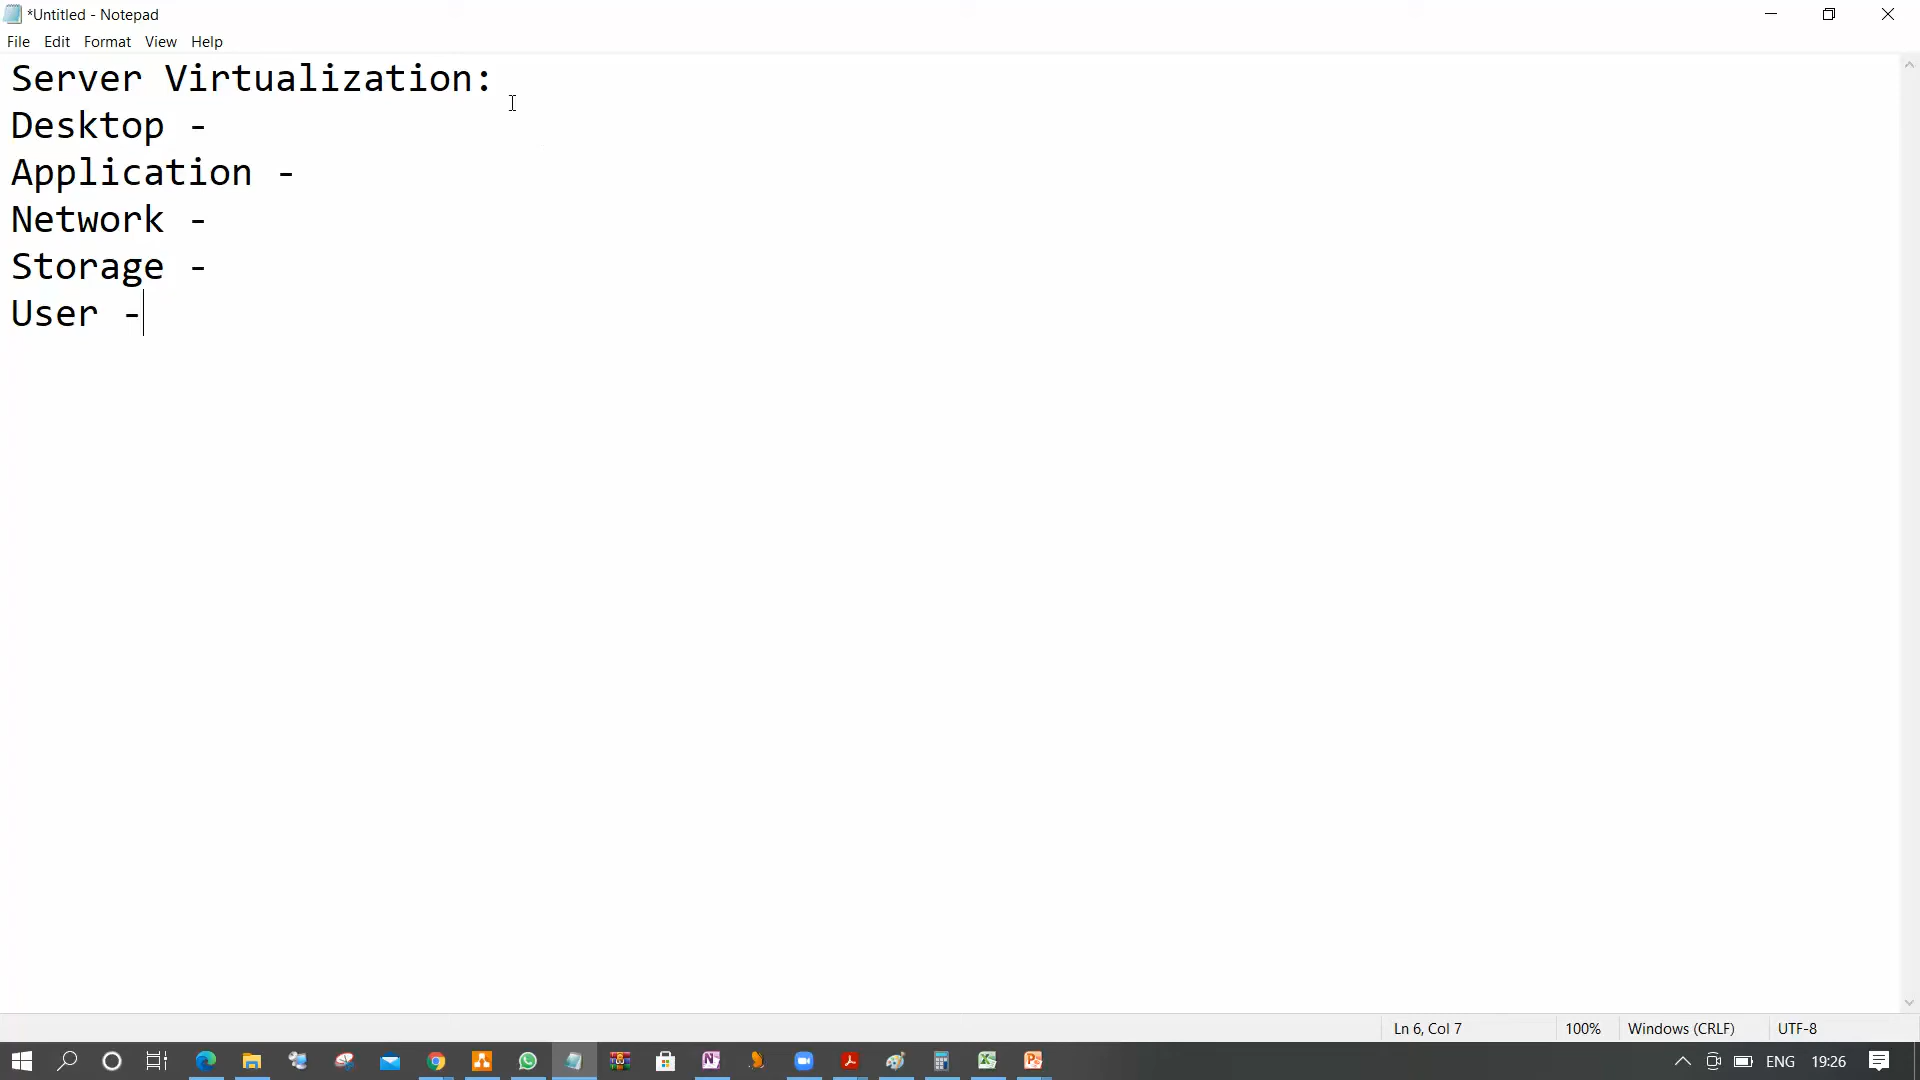 *Untitled - Notepad
File Edit Format View Help
Server Virtualization:
Desktop -
Application -
Network -
Storage -
User -
Ln 6, Col 7 100% Windows (CRLF) UTF-8
ENG 19:26